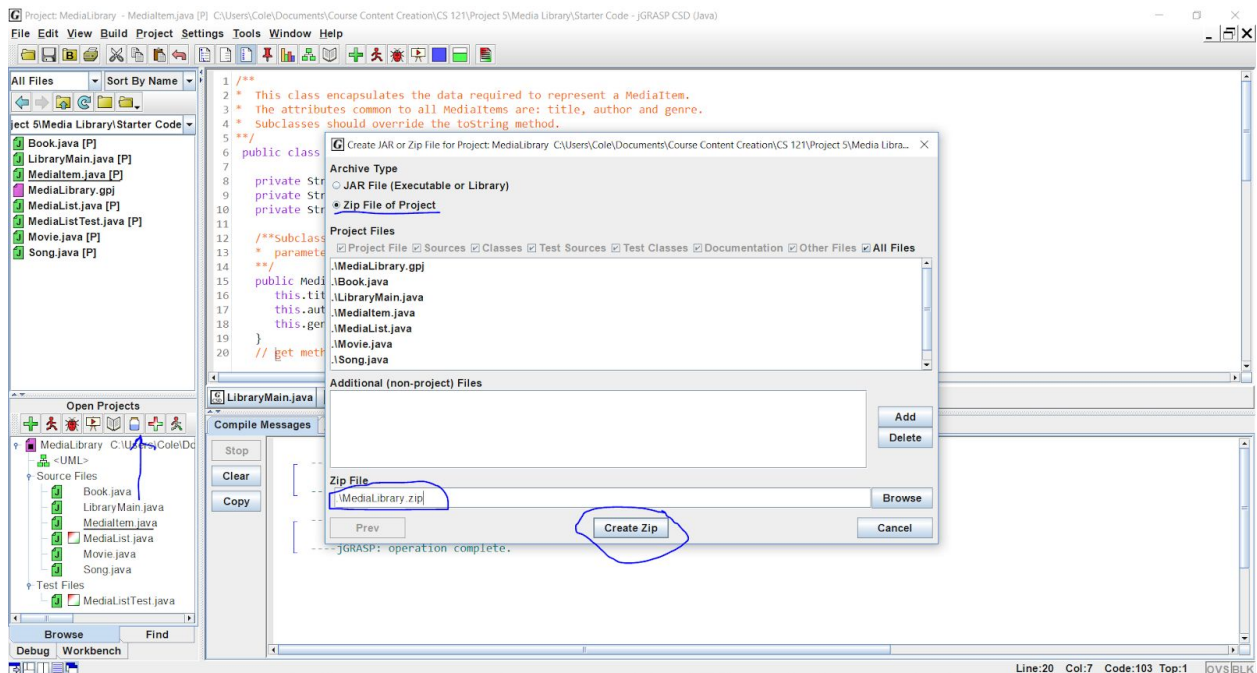 Project: MediaLibrary - MediaItem.java [P] C:\Users\Cole\Documents\Course Content Creation\CS 121\Project 5\Media Library\Starter Code - jGRASP CSD (Java)
File Edit View Build Project Settings Tools Window Help
All Files
Sort By Name
ject 5\Media Library\Starter Code
Book.java [P]
LibraryMain.java [P]
MediaItem.java [P]
MediaLibrary.gpj
MediaList.java [P]
MediaListTest.java [P]
Movie.java [P]
Song.java [P]
1 /**
2 * This class encapsulates the data required to represent a MediaItem.
3 * The attributes common to all MediaItems are: title, author and genre.
4 * Subclasses should override the toString method.
5 **/
6 public class
7
8 private Str
9 private Str
10 private Str
11
12 /**Subclass
13 * paramete
14 **/
15 public Medi
16 this.tit
17 this.aut
18 this.gen
19 }
20 // get meth
Create JAR or Zip File for Project: MediaLibrary C:\Users\Cole\Documents\Course Content Creation\CS 121\Project 5\Media Libra...
Archive Type
JAR File (Executable or Library)
Zip File of Project
Project Files
Project File Sources Classes Test Sources Test Classes Documentation Other Files All Files
.\MediaLibrary.gpj
.\Book.java
.\LibraryMain.java
.\MediaItem.java
.\MediaList.java
.\Movie.java
.\Song.java
Additional (non-project) Files
Add
Delete
Zip File
.\MediaLibrary.zip
Browse
Prev
Create Zip
Cancel
LibraryMain.java
Compile Messages
Stop
Clear
Copy
----jGRASP: operation complete.
Open Projects
MediaLibrary C:\Users\Cole\Do
<UML>
Source Files
Book.java
LibraryMain.java
MediaItem.java
MediaList.java
Movie.java
Song.java
Test Files
MediaListTest.java
Browse
Find
Debug
Workbench
Line:20 Col:7 Code:103 Top:1 OVS BLK